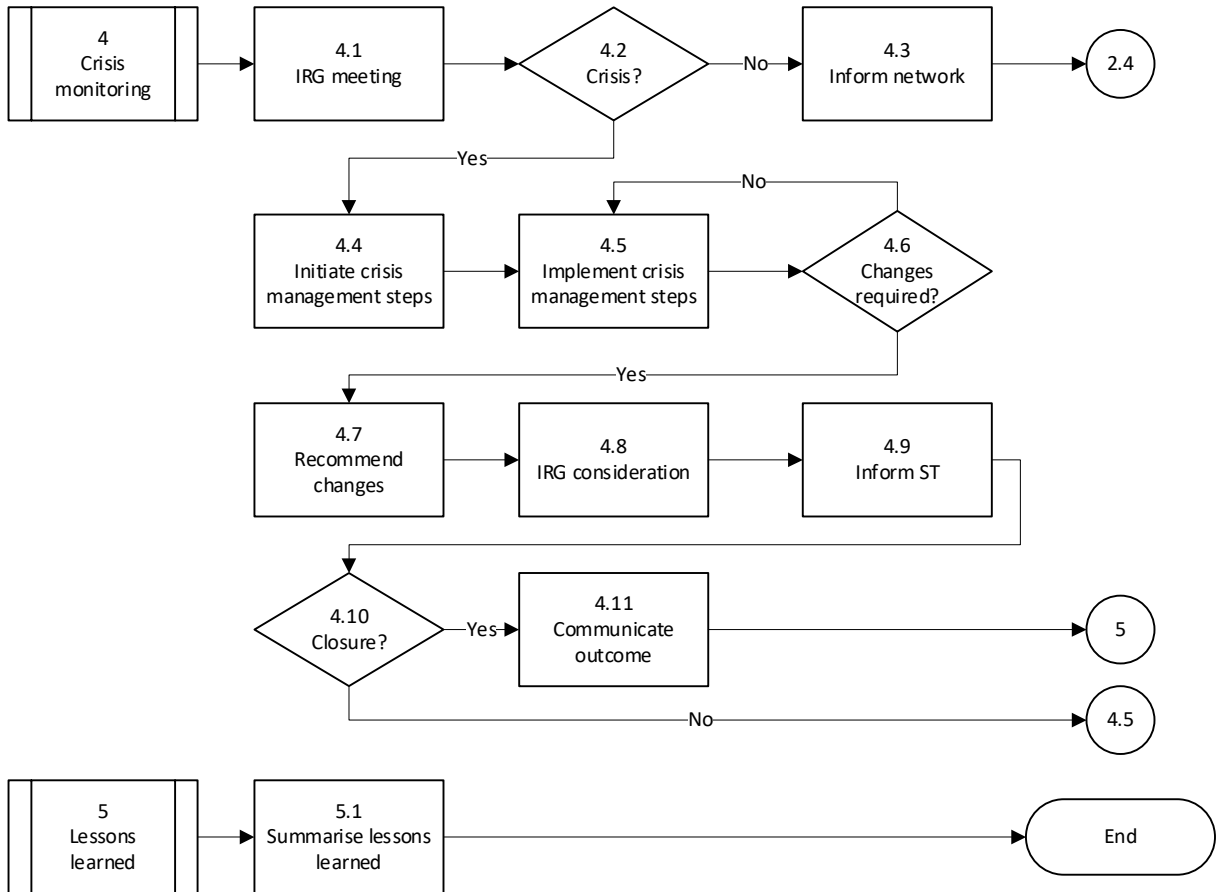 4
Crisis
monitoring
4.1
IRG meeting
4.2
Crisis?
No
4.3
Inform network
2.4
Yes
No
4.4
Initiate crisis
management steps
4.5
Implement crisis
management steps
4.6
Changes
required?
Yes
4.7
Recommend
changes
4.8
IRG consideration
4.9
Inform ST
4.10
Closure?
Yes
4.11
Communicate
outcome
5
No
4.5
5
Lessons
learned
5.1
Summarise lessons
learned
End